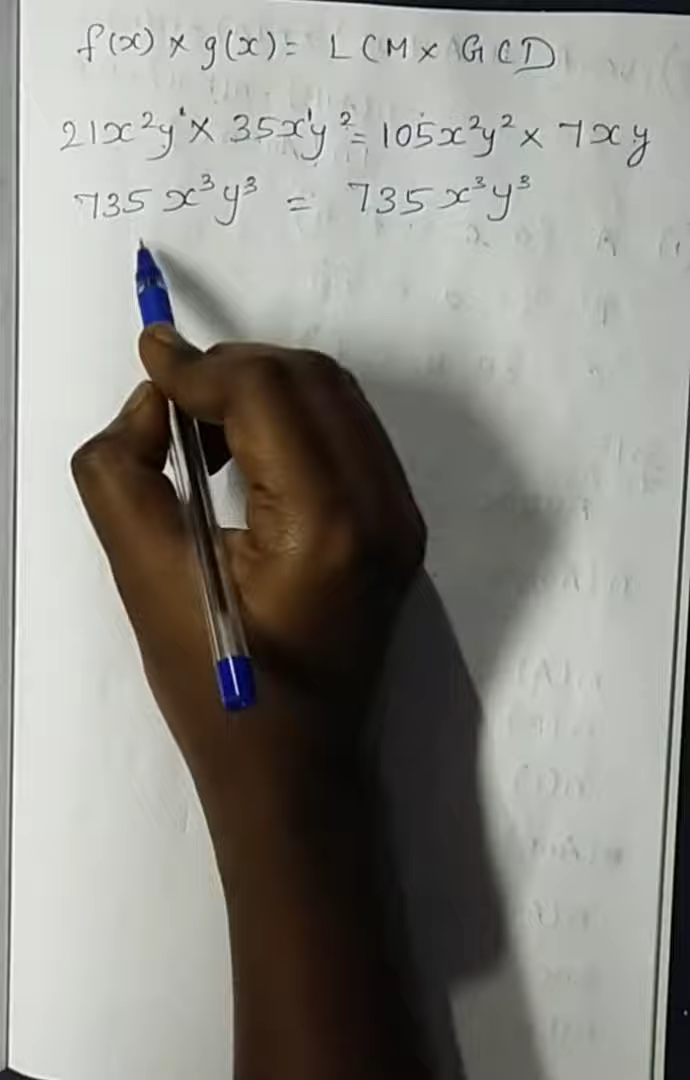 f(x) × g(x) = LCM × GCD
21x²y¹ × 35x¹y² = 105x²y² × 7xy
735x³y³ = 735x³y³